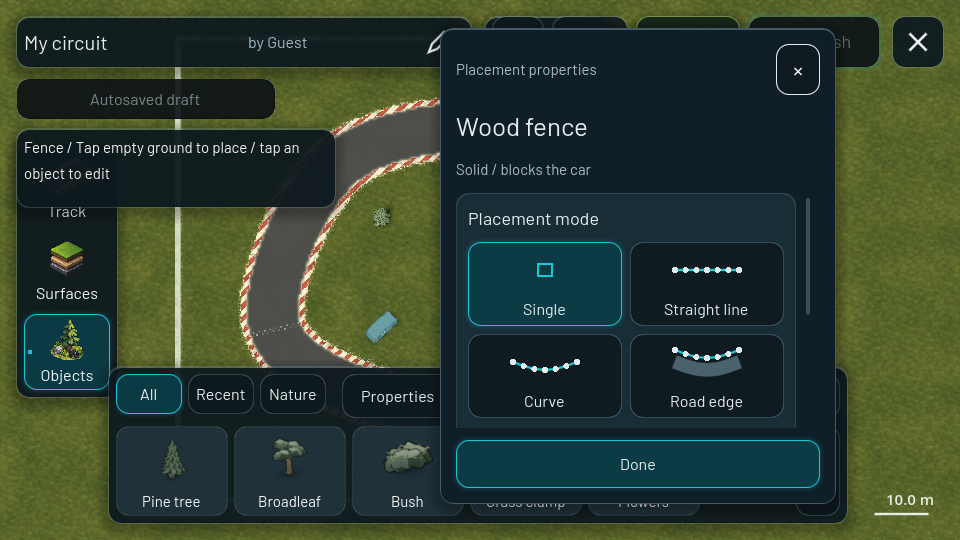 My circuit
by Guest
Autosaved draft
Fence / Tap empty ground to place / tap an
object to edit
Track
Surfaces
Objects
All
Recent
Nature
Properties
Pine tree
Broadleaf
Bush
Placement properties
×
Wood fence
Solid / blocks the car
Placement mode
Single
Straight line
Curve
Road edge
Done
10.0 m